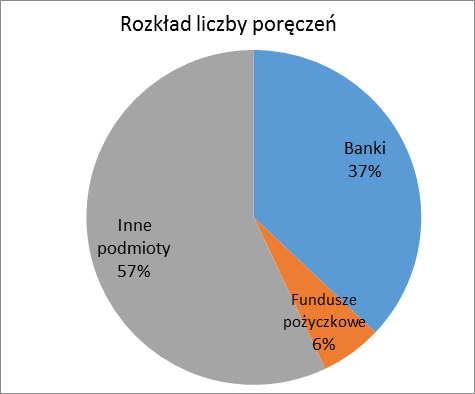 Rozkład liczby poręczeń
Banki
37%
Fundusze
pożyczkowe
6%
Inne
podmioty
57%